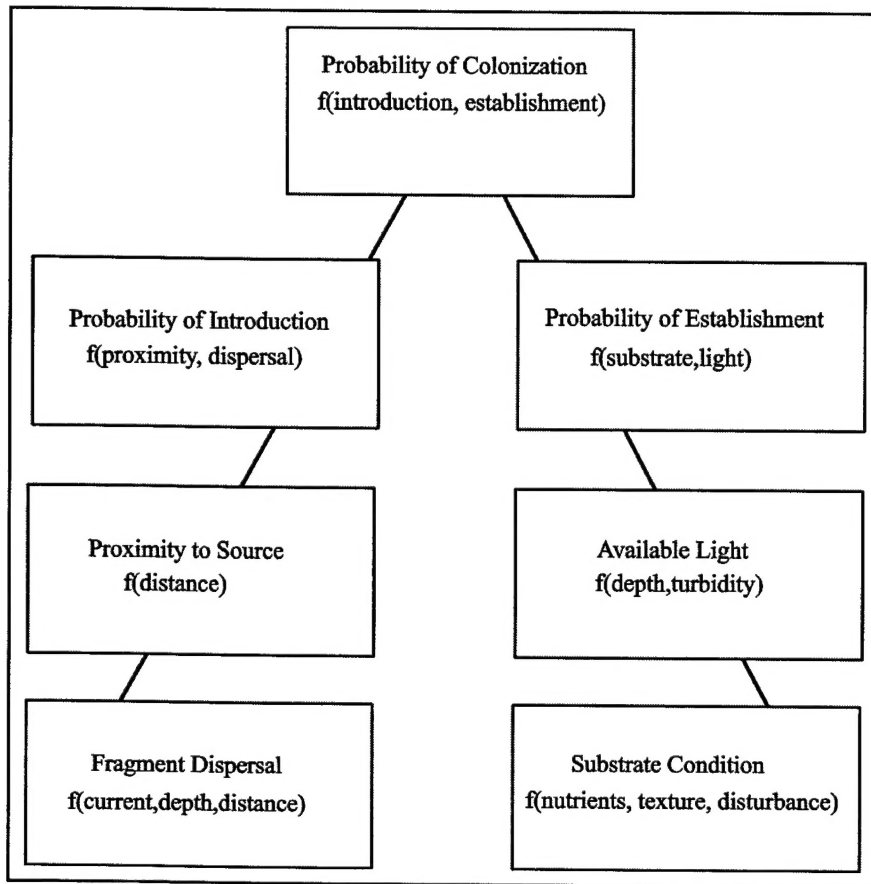 Probability of Colonization
f(introduction, establishment)
Probability of Introduction
f(proximity, dispersal)
Probability of Establishment
f(substrate,light)
Proximity to Source
f(distance)
Available Light
f(depth,turbidity)
Fragment Dispersal
f(current,depth,distance)
Substrate Condition
f(nutrients, texture, disturbance)